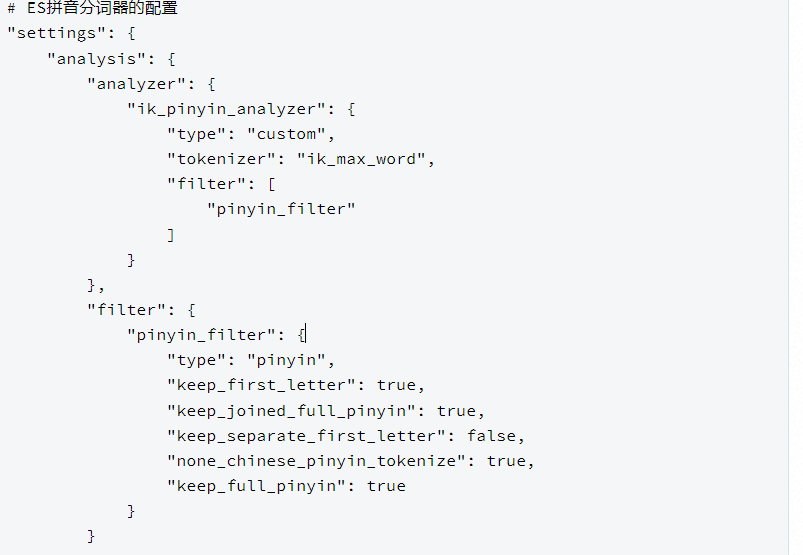 # ES拼音分词器的配置
"settings": {
    "analysis": {
        "analyzer": {
            "ik_pinyin_analyzer": {
                "type": "custom",
                "tokenizer": "ik_max_word",
                "filter": [
                    "pinyin_filter"
                ]
            }
        },
        "filter": {
            "pinyin_filter": {
                "type": "pinyin",
                "keep_first_letter": true,
                "keep_joined_full_pinyin": true,
                "keep_separate_first_letter": false,
                "none_chinese_pinyin_tokenize": true,
                "keep_full_pinyin": true
            }
        }